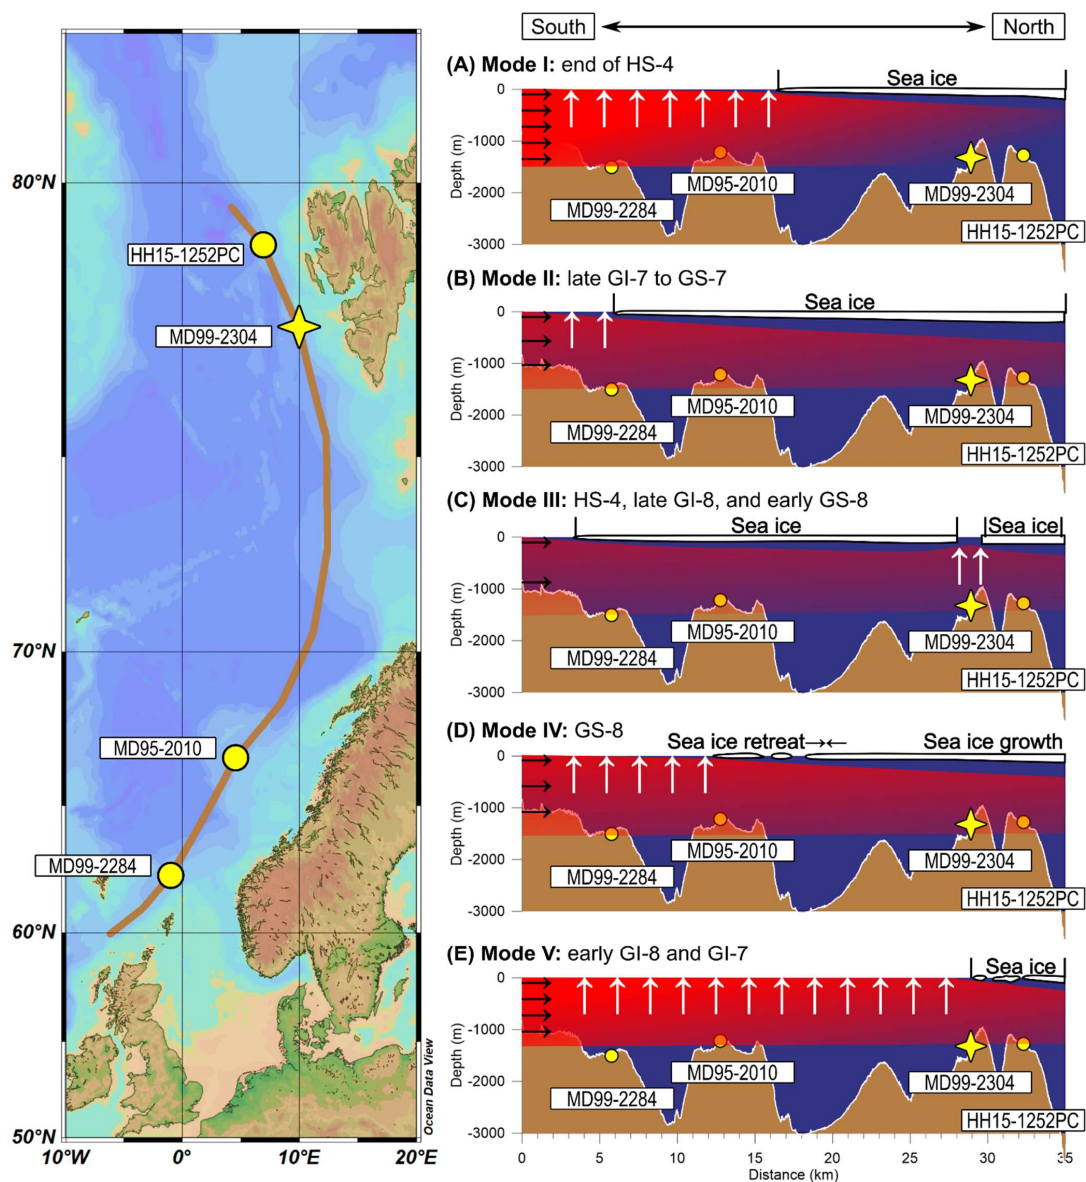 80°N
70°N
60°N
50°N
10°W
0°
10°E
20°E
HH15-1252PC
MD99-2304
MD95-2010
MD99-2284
Ocean Data View
South
North
(A) Mode I: end of HS-4
Sea ice
Depth (m)
0
-1000
-2000
-3000
MD99-2284
MD95-2010
MD99-2304
HH15-1252PC
(B) Mode II: late GI-7 to GS-7
Sea ice
Depth (m)
0
-1000
-2000
-3000
MD99-2284
MD95-2010
MD99-2304
HH15-1252PC
(C) Mode III: HS-4, late GI-8, and early GS-8
Sea ice
Sea ice
Depth (m)
0
-1000
-2000
-3000
MD99-2284
MD95-2010
MD99-2304
HH15-1252PC
(D) Mode IV: GS-8
Sea ice retreat→←
Sea ice growth
Depth (m)
0
-1000
-2000
-3000
MD99-2284
MD95-2010
MD99-2304
HH15-1252PC
(E) Mode V: early GI-8 and GI-7
Sea ice
Depth (m)
0
-1000
-2000
-3000
MD99-2284
MD95-2010
MD99-2304
HH15-1252PC
0 5 10 15 20 25 30 35
Distance (km)